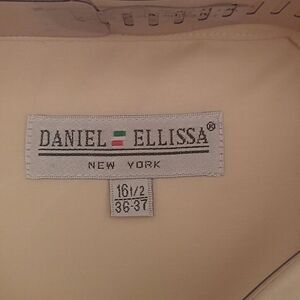 DANIEL ELLISSA®
NEW YORK
16 1/2
36-37